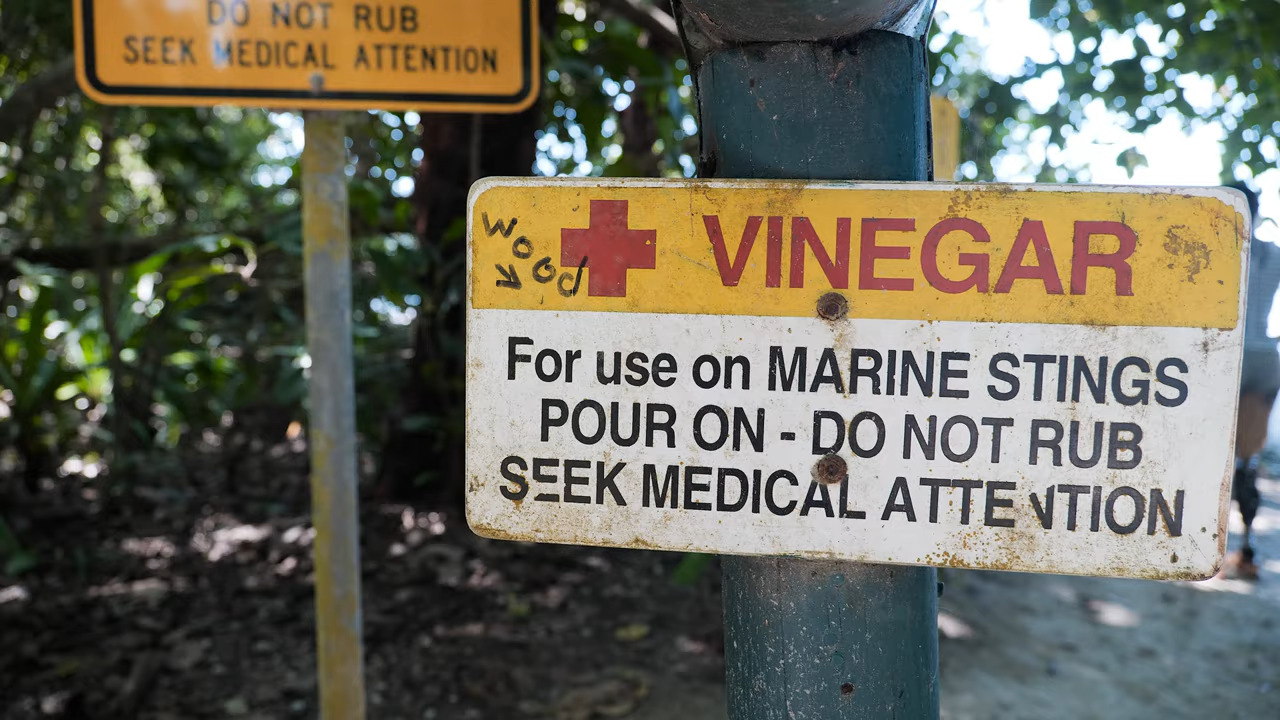 DO NOT RUB
SEEK MEDICAL ATTENTION
WOOd
VINEGAR
For use on MARINE STINGS
POUR ON - DO NOT RUB
SEEK MEDICAL ATTENTION